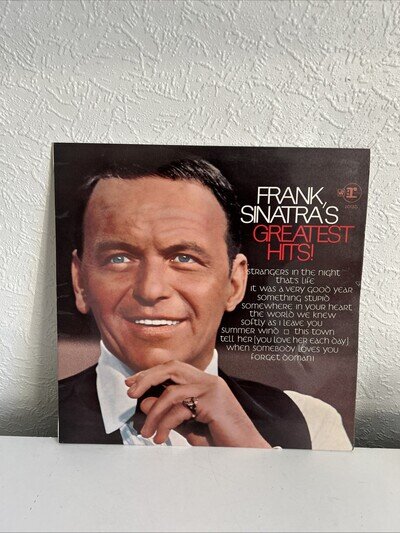 FRANK
SINATRA'S
GREATEST
HITS!
strangers in the night
that's life
it was a very good year
something stupid
somewhere in your heart
the world we knew
softly as I leave you
summer wind □ this town
tell her [you love her each day]
when somebody loves you
forget domani